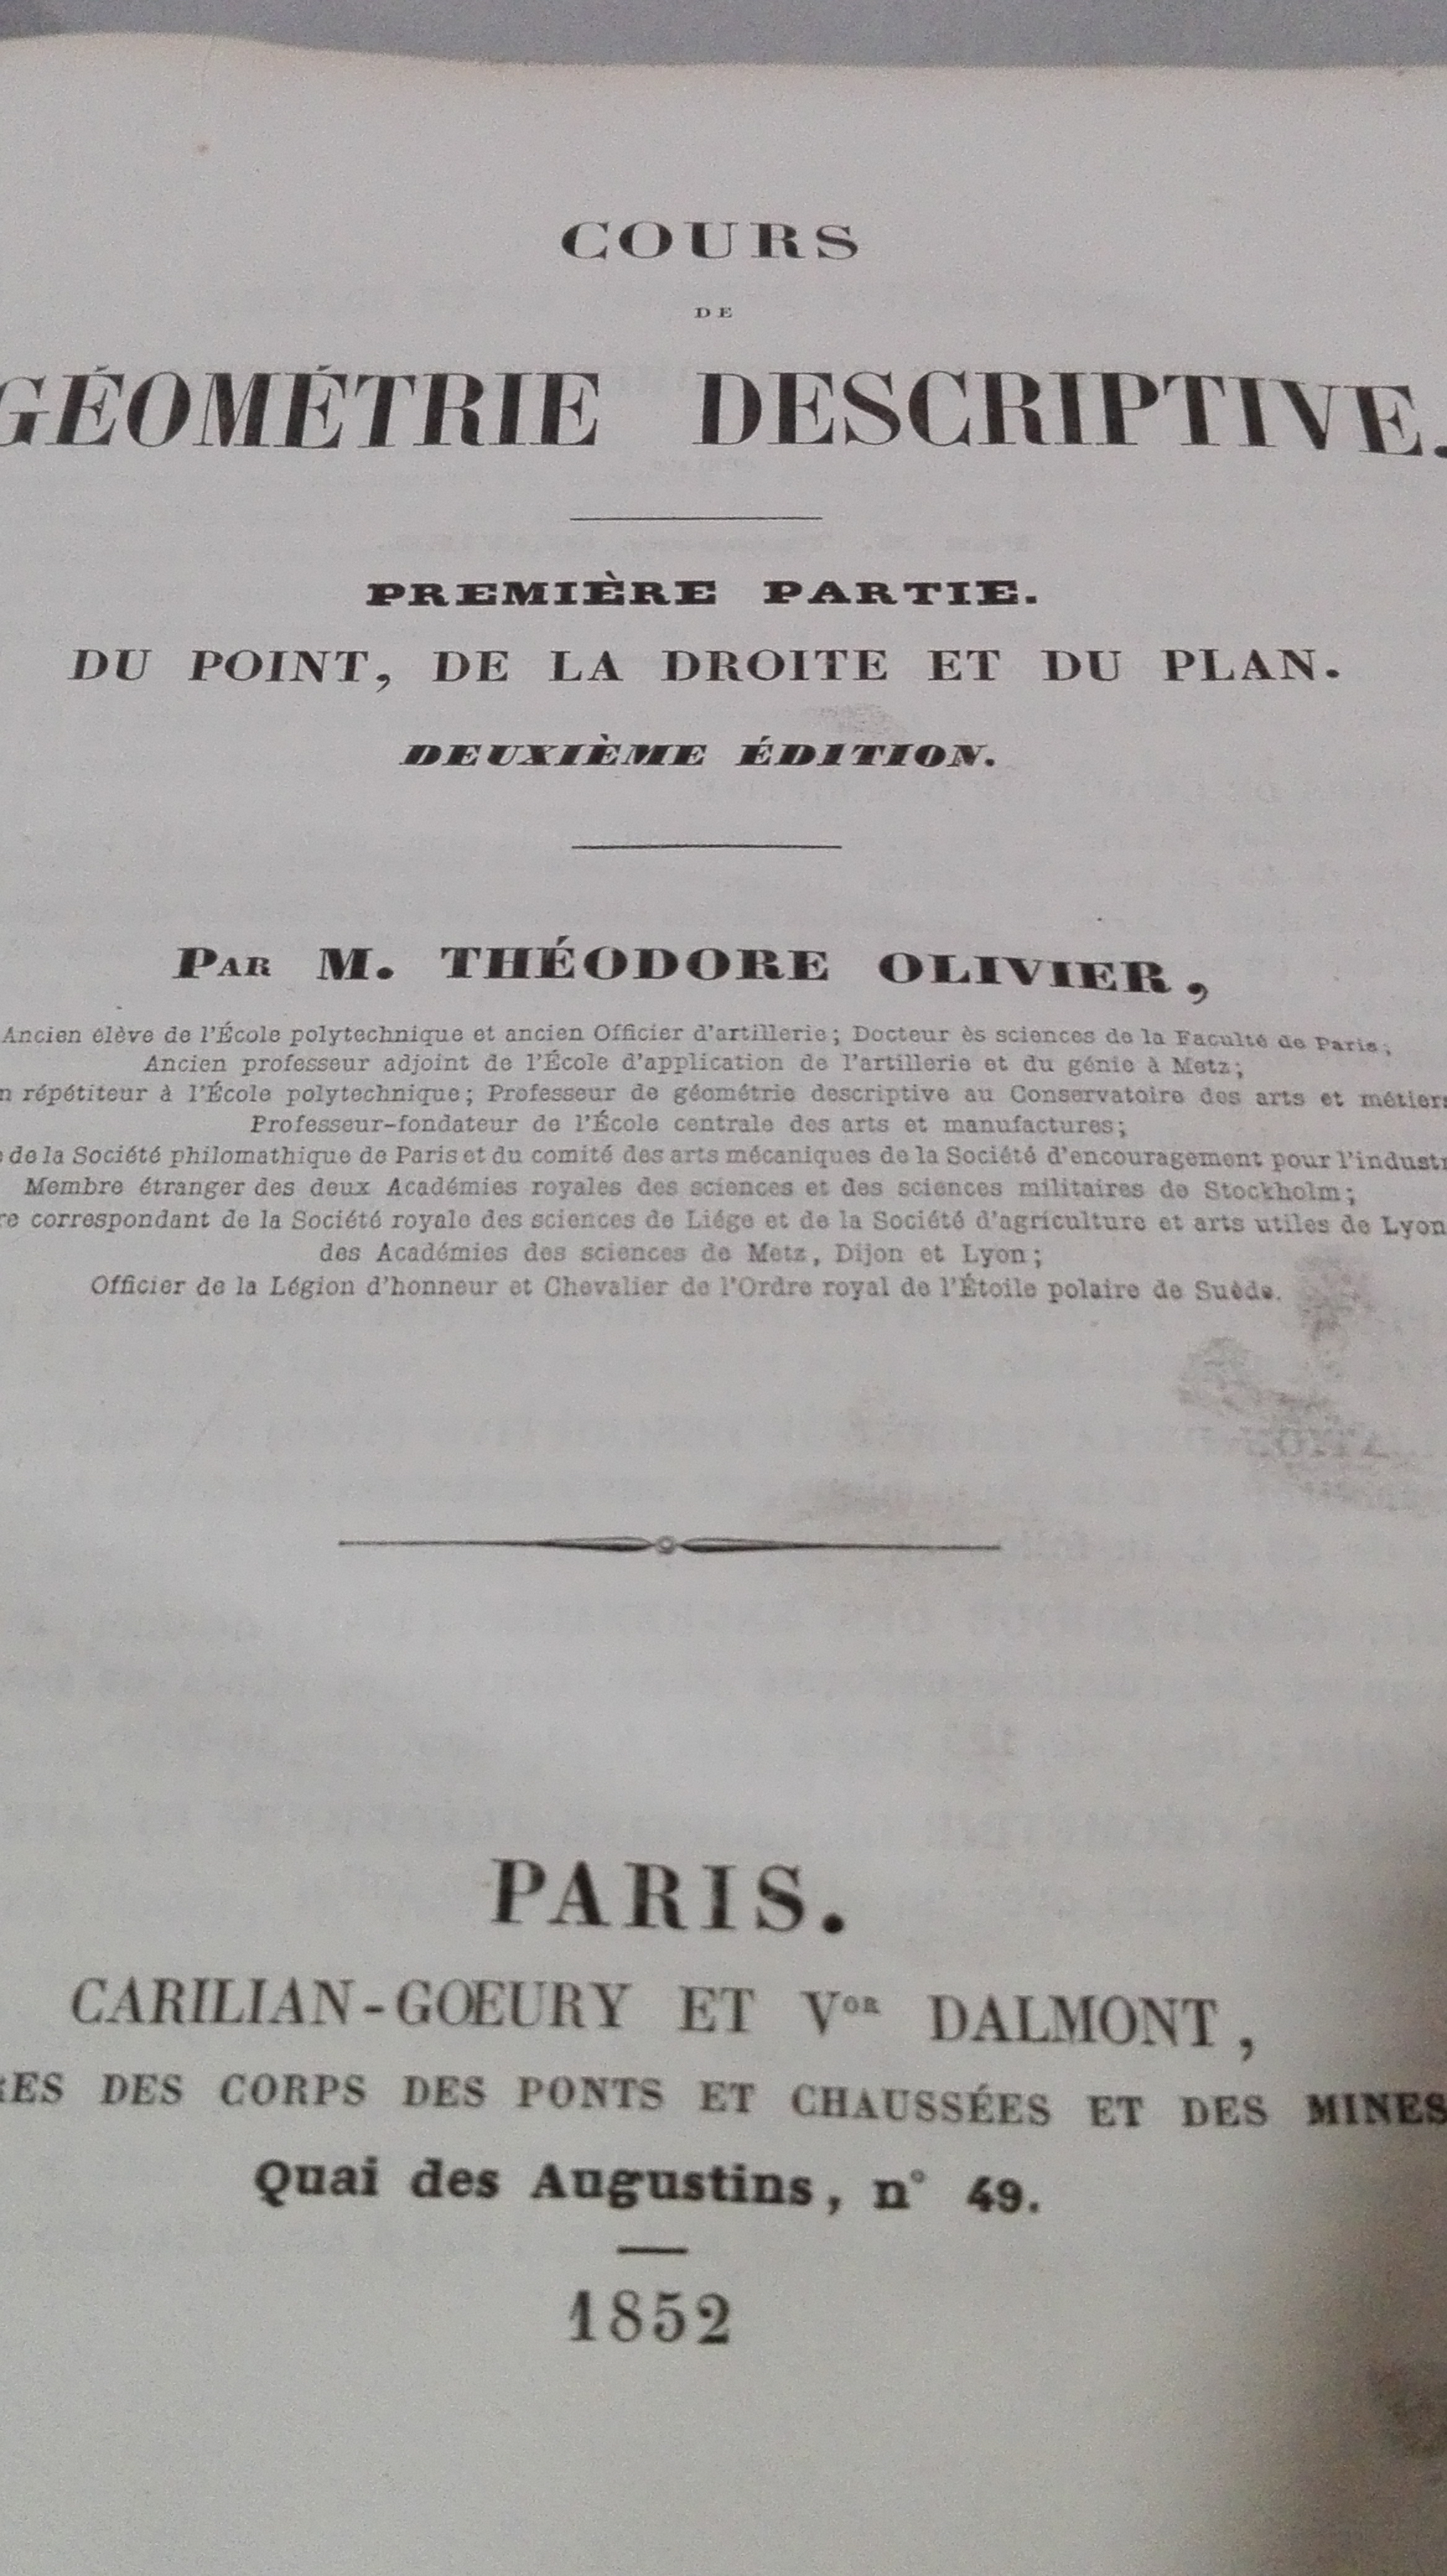 COURS
DE
GÉOMÉTRIE DESCRIPTIVE.
PREMIÈRE PARTIE.
DU POINT, DE LA DROITE ET DU PLAN.
DEUXIÈME ÉDITION.
PAR M. THÉODORE OLIVIER,
Ancien élève de l'École polytechnique et ancien Officier d'artillerie; Docteur ès sciences de la Faculté de Paris;
Ancien professeur adjoint de l'École d'application de l'artillerie et du génie à Metz;
répétiteur à l'École polytechnique; Professeur de géométrie descriptive au Conservatoire des arts et métiers
Professeur-fondateur de l'École centrale des arts et manufactures;
de la Société philomathique de Paris et du comité des arts mécaniques de la Société d'encouragement pour l'industr
Membre étranger des deux Académies royales des sciences et des sciences militaires de Stockholm;
re correspondant de la Société royale des sciences de Liége et de la Société d'agriculture et arts utiles de Lyon
des Académies des sciences de Metz, Dijon et Lyon;
Officier de la Légion d'honneur et Chevalier de l'Ordre royal de l'Étoile polaire de Suède.
PARIS.
CARILIAN-GOEURY ET Vor DALMONT,
RES DES CORPS DES PONTS ET CHAUSSÉES ET DES MINES
Quai des Augustins, n° 49.
1852